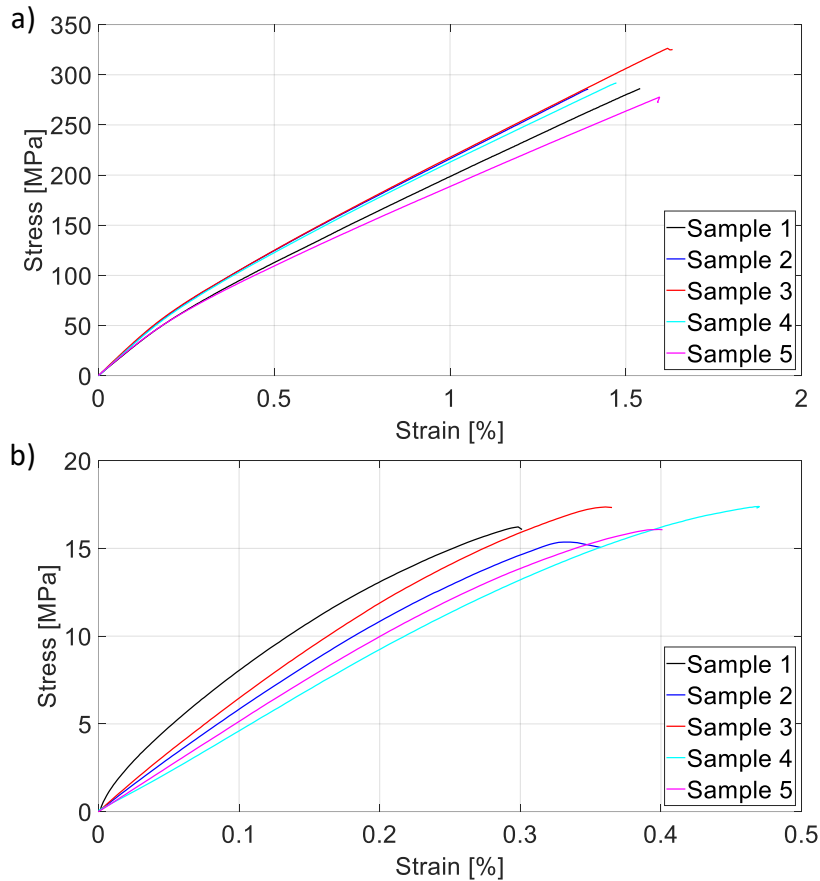 a)
350
300
250
200
150
100
50
0
Stress [MPa]
0 0.5 1 1.5 2
Strain [%]
Sample 1
Sample 2
Sample 3
Sample 4
Sample 5
b)
20
15
10
5
0
Stress [MPa]
0 0.1 0.2 0.3 0.4 0.5
Strain [%]
Sample 1
Sample 2
Sample 3
Sample 4
Sample 5